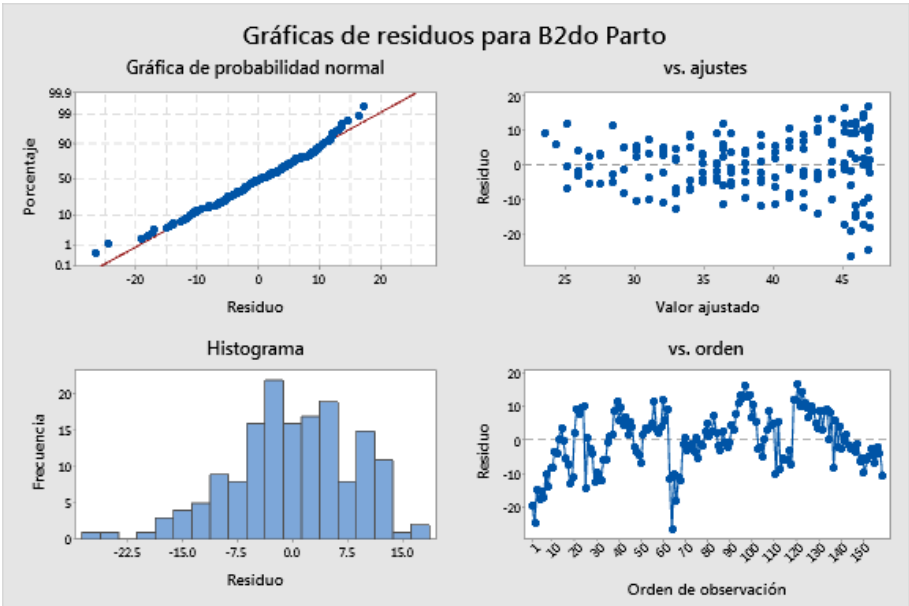 Gráficas de residuos para B2do Parto
Gráfica de probabilidad normal
99.9
99
90
50
10
1
0.1
Porcentaje
-20 -10 0 10 20
Residuo
vs. ajustes
20
10
0
-10
-20
Residuo
25 30 35 40 45
Valor ajustado
Histograma
20
15
10
5
0
Frecuencia
-22.5 -15.0 -7.5 0.0 7.5 15.0
Residuo
vs. orden
20
10
0
-10
-20
Residuo
1 10 20 30 40 50 60 70 80 90 100 110 120 130 140 150
Orden de observación